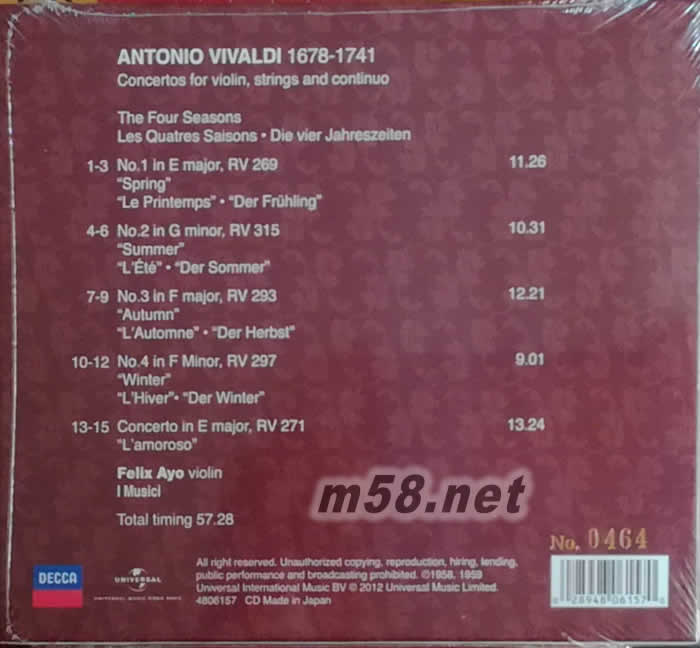 ANTONIO VIVALDI 1678-1741
Concertos for violin, strings and continuo
The Four Seasons
Les Quatres Saisons • Die vier Jahreszeiten
1-3 No.1 in E major, RV 269 11.26
“Spring”
“Le Printemps” • “Der Frühling”
4-6 No.2 in G minor, RV 315 10.31
“Summer”
“L’Été” • “Der Sommer”
7-9 No.3 in F major, RV 293 12.21
“Autumn”
“L’Automne” • “Der Herbst”
10-12 No.4 in F Minor, RV 297 9.01
“Winter”
“L’Hiver” • “Der Winter”
13-15 Concerto in E major, RV 271 13.24
“L’amoroso”
Felix Ayo violin
I Musici
m58.net
Total timing 57.28
No. 0464
DECCA
UNIVERSAL
All right reserved. Unauthorized copying, reproduction, hiring, lending,
public performance and broadcasting prohibited. ℗1958, 1959
Universal International Music BV © 2012 Universal Music Limited.
4806157 CD Made in Japan
28948 06157